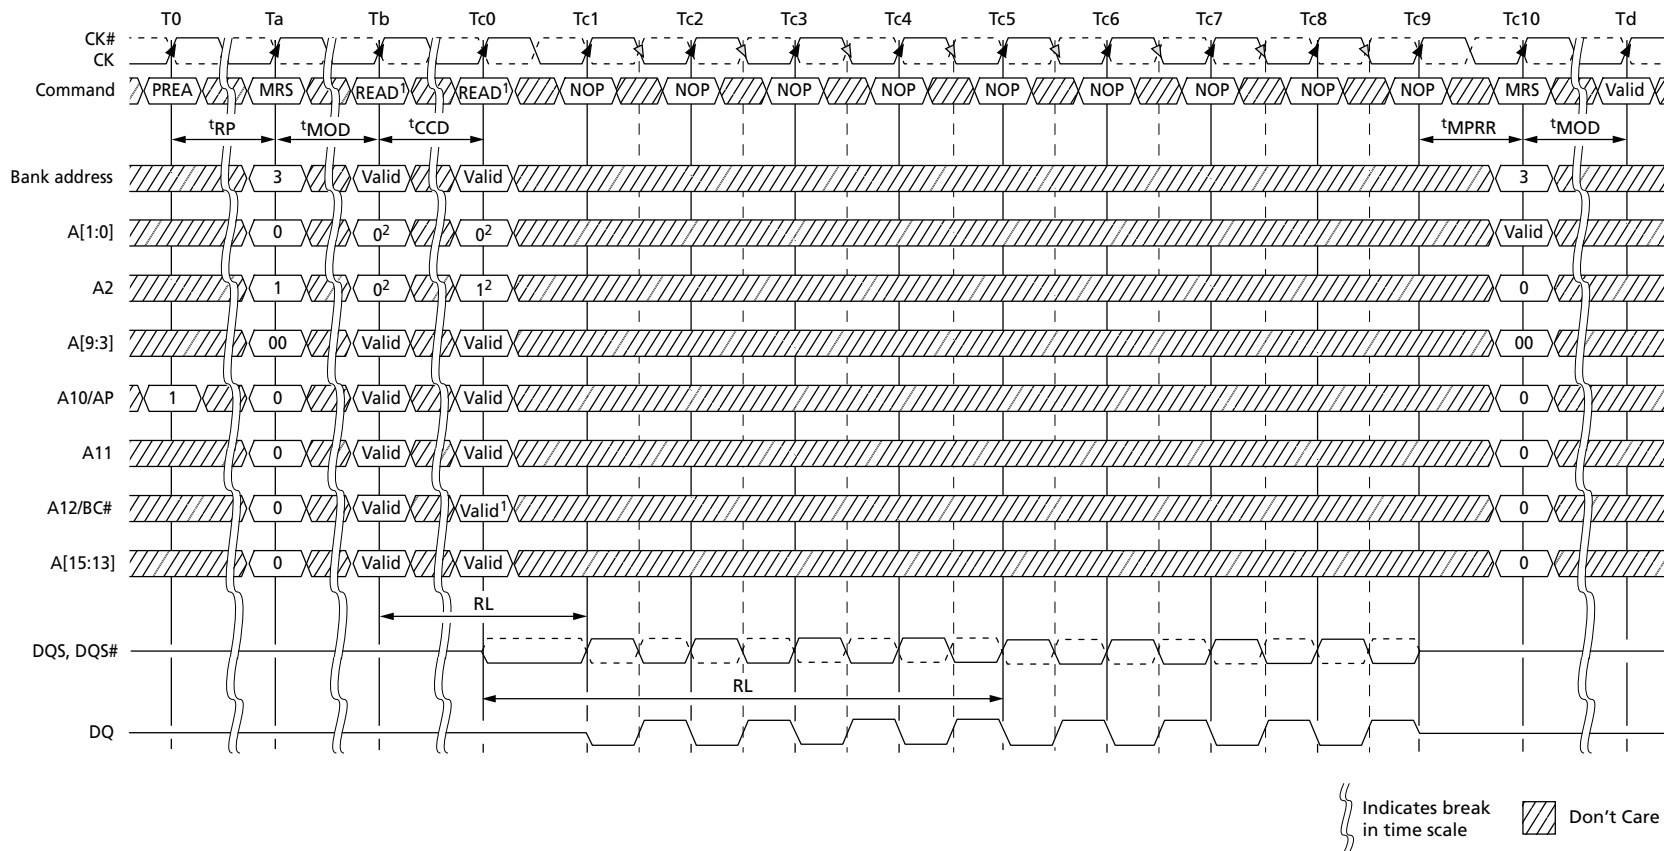 T0 Ta Tb Tc0 Tc1 Tc2 Tc3 Tc4 Tc5 Tc6 Tc7 Tc8 Tc9 Tc10 Td
CK#
CK
Command PREA MRS READ¹ READ¹ NOP NOP NOP NOP NOP NOP NOP NOP NOP MRS Valid
ᵗRP ᵗMOD ᵗCCD ᵗMPRR ᵗMOD
Bank address 3 Valid Valid 3
A[1:0] 0 0² 0² Valid
A2 1 0² 1² 0
A[9:3] 00 Valid Valid 00
A10/AP 1 0 Valid Valid 0
A11 0 Valid Valid 0
A12/BC# 0 Valid Valid¹ 0
A[15:13] 0 Valid Valid 0
RL
DQS, DQS#
RL
DQ
Indicates break
in time scale
Don't Care